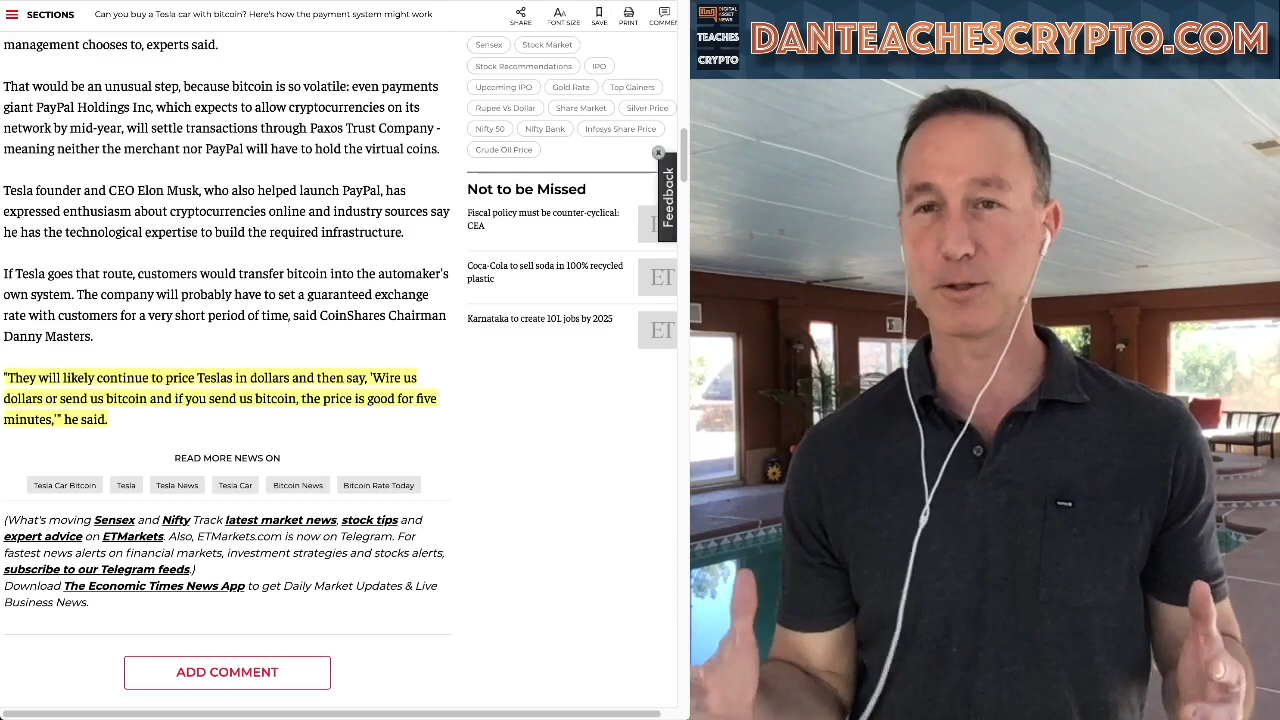 SECTIONS
Can you buy a Tesla car with bitcoin? Here's how the payment system might work
SHARE
AA
FONT SIZE
SAVE
PRINT
COMMEN
management chooses to, experts said.
That would be an unusual step, because bitcoin is so volatile: even payments
giant PayPal Holdings Inc, which expects to allow cryptocurrencies on its
network by mid-year, will settle transactions through Paxos Trust Company -
meaning neither the merchant nor PayPal will have to hold the virtual coins.
Tesla founder and CEO Elon Musk, who also helped launch PayPal, has
expressed enthusiasm about cryptocurrencies online and industry sources say
he has the technological expertise to build the required infrastructure.
If Tesla goes that route, customers would transfer bitcoin into the automaker's
own system. The company will probably have to set a guaranteed exchange
rate with customers for a very short period of time, said CoinShares Chairman
Danny Masters.
"They will likely continue to price Teslas in dollars and then say, 'Wire us
dollars or send us bitcoin and if you send us bitcoin, the price is good for five
minutes,'" he said.
READ MORE NEWS ON
Tesla Car Bitcoin
Tesla
Tesla News
Tesla Car
Bitcoin News
Bitcoin Rate Today
(What's moving Sensex and Nifty Track latest market news, stock tips and
expert advice on ETMarkets. Also, ETMarkets.com is now on Telegram. For
fastest news alerts on financial markets, investment strategies and stocks alerts,
subscribe to our Telegram feeds.)
Download The Economic Times News App to get Daily Market Updates & Live
Business News.
ADD COMMENT
Sensex
Stock Market
Stock Recommendations
IPO
Upcoming IPO
Gold Rate
Top Gainers
Rupee Vs Dollar
Share Market
Silver Price
Nifty 50
Nifty Bank
Infosys Share Price
Crude Oil Price
x
Feedback
Not to be Missed
Fiscal policy must be counter-cyclical:
CEA
Coca-Cola to sell soda in 100% recycled
plastic
ET
Karnataka to create 10L jobs by 2025
ET
DIGITAL
ASSET
NEWS
TEACHES
CRYPTO
DANTEACHESCRYPTO.COM